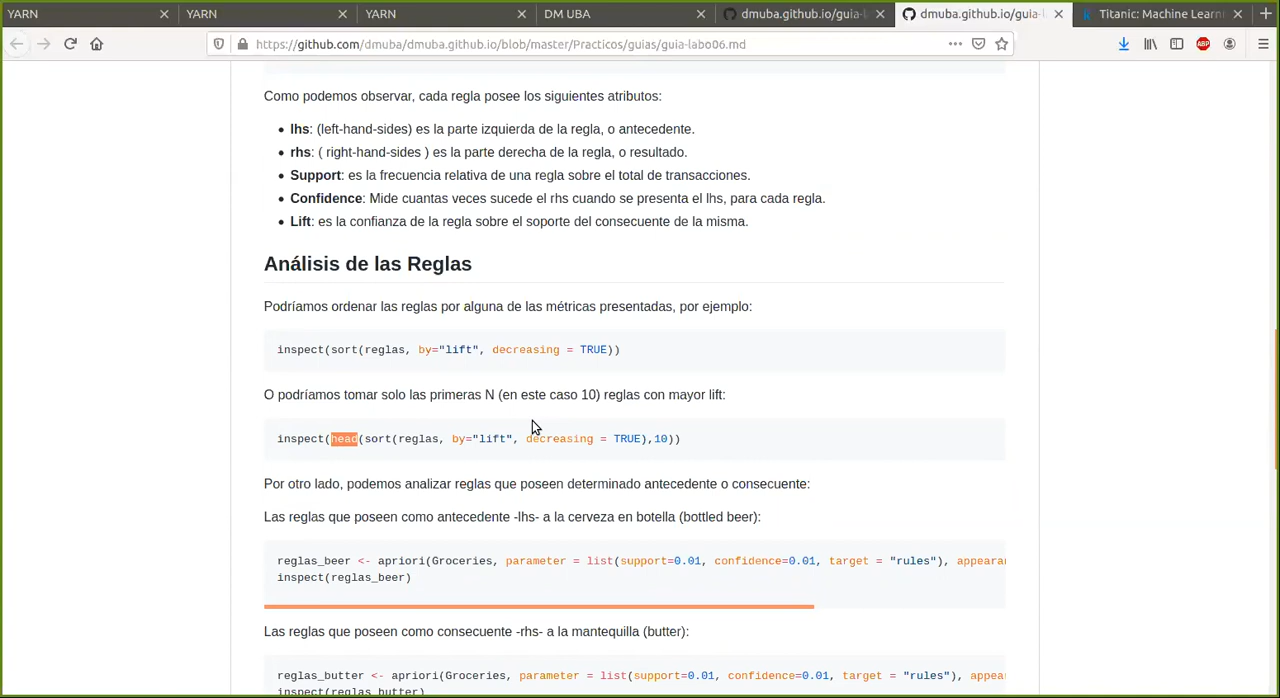 YARN
YARN
YARN
DM UBA
dmuba.github.io/guia-l
dmuba.github.io/guia-
Titanic: Machine Learn
https://github.com/dmuba/dmuba.github.io/blob/master/Practicos/guias/guia-labo06.md
ABP
Como podemos observar, cada regla posee los siguientes atributos:
lhs: (left-hand-sides) es la parte izquierda de la regla, o antecedente.
rhs: ( right-hand-sides ) es la parte derecha de la regla, o resultado.
Support: es la frecuencia relativa de una regla sobre el total de transacciones.
Confidence: Mide cuantas veces sucede el rhs cuando se presenta el lhs, para cada regla.
Lift: es la confianza de la regla sobre el soporte del consecuente de la misma.
Análisis de las Reglas
Podríamos ordenar las reglas por alguna de las métricas presentadas, por ejemplo:
inspect(sort(reglas, by="lift", decreasing = TRUE))
O podríamos tomar solo las primeras N (en este caso 10) reglas con mayor lift:
inspect(head(sort(reglas, by="lift", decreasing = TRUE),10))
Por otro lado, podemos analizar reglas que poseen determinado antecedente o consecuente:
Las reglas que poseen como antecedente -lhs- a la cerveza en botella (bottled beer):
reglas_beer <- apriori(Groceries, parameter = list(support=0.01, confidence=0.01, target = "rules"), appearan
inspect(reglas_beer)
Las reglas que poseen como consecuente -rhs- a la mantequilla (butter):
reglas_butter <- apriori(Groceries, parameter = list(support=0.01, confidence=0.01, target = "rules"), appea
inspect(reglas_butter)